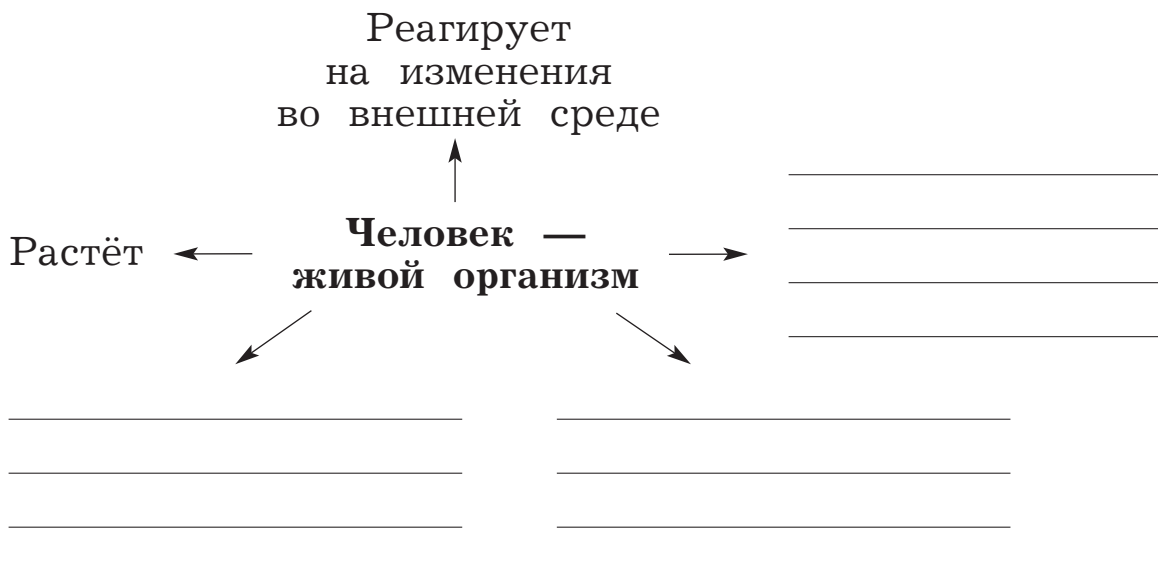 Реагирует
на изменения
во внешней среде
Растёт
Человек —
живой организм